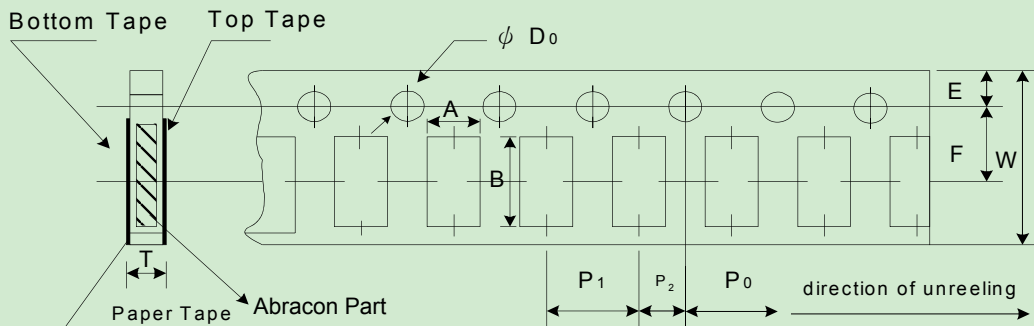 Bottom Tape
Top Tape
ϕ D0
A
B
E
F
W
T
P1
P2
P0
direction of unreeling
Paper Tape
Abracon Part